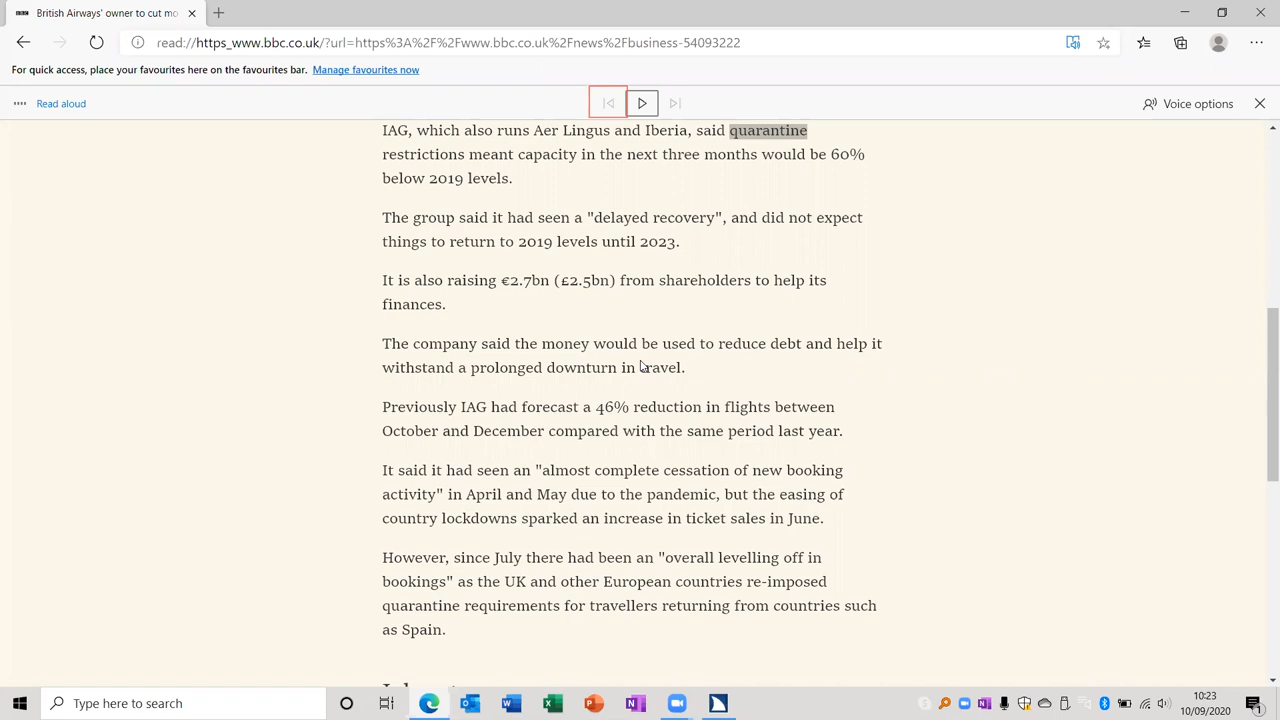 British Airways' owner to cut mo
read://https_www.bbc.co.uk/?url=https%3A%2F%2Fwww.bbc.co.uk%2Fnews%2Fbusiness-54093222
For quick access, place your favourites here on the favourites bar. Manage favourites now
Read aloud
Voice options
IAG, which also runs Aer Lingus and Iberia, said quarantine
restrictions meant capacity in the next three months would be 60%
below 2019 levels.
The group said it had seen a "delayed recovery", and did not expect
things to return to 2019 levels until 2023.
It is also raising €2.7bn (£2.5bn) from shareholders to help its
finances.
The company said the money would be used to reduce debt and help it
withstand a prolonged downturn in travel.
Previously IAG had forecast a 46% reduction in flights between
October and December compared with the same period last year.
It said it had seen an "almost complete cessation of new booking
activity" in April and May due to the pandemic, but the easing of
country lockdowns sparked an increase in ticket sales in June.
However, since July there had been an "overall levelling off in
bookings" as the UK and other European countries re-imposed
quarantine requirements for travellers returning from countries such
as Spain.
Type here to search
10:23
10/09/2020